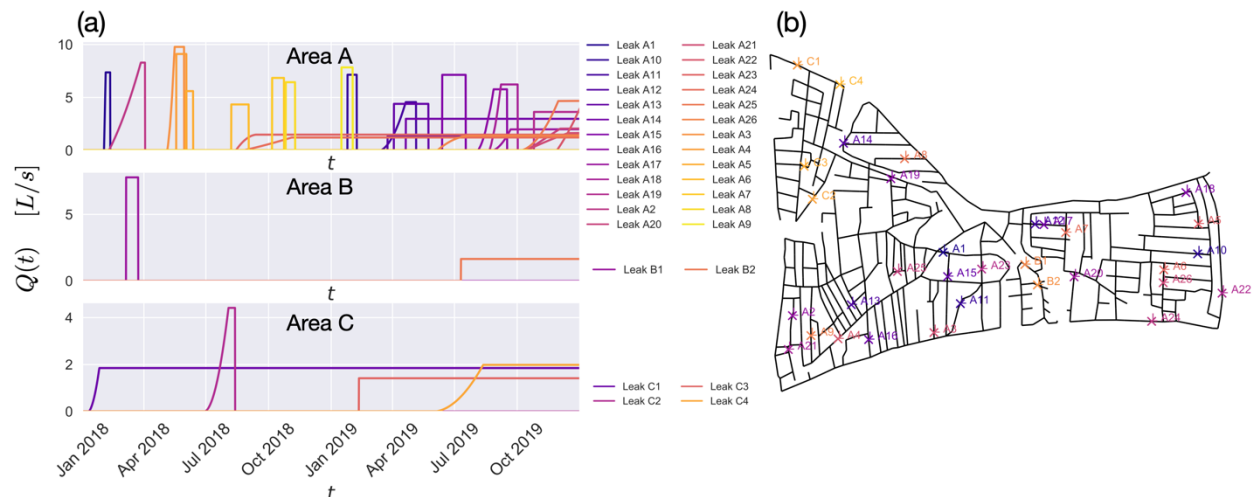 (a)
Area A
10
5
0
t
Area B
5
0
t
Area C
4
2
0
Q(t) [L/s]
Jan 2018
Apr 2018
Jul 2018
Oct 2018
Jan 2019
Apr 2019
Jul 2019
Oct 2019
t
Leak A1
Leak A10
Leak A11
Leak A12
Leak A13
Leak A14
Leak A15
Leak A16
Leak A17
Leak A18
Leak A19
Leak A2
Leak A20
Leak A21
Leak A22
Leak A23
Leak A24
Leak A25
Leak A26
Leak A3
Leak A4
Leak A5
Leak A6
Leak A7
Leak A8
Leak A9
Leak B1
Leak B2
Leak C1
Leak C2
Leak C3
Leak C4
(b)
C1
C4
A14
A8
C3
A19
C2
A18
A5
A7
A1
A10
B1
A23
A15
A20
B2
A26
A22
A13
A11
A2
A24
A9
A4
A16
A21